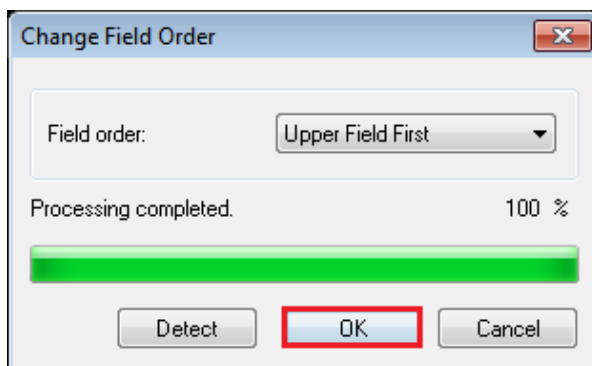 Change Field Order
Field order: Upper Field First
Processing completed. 100 %
Detect OK Cancel